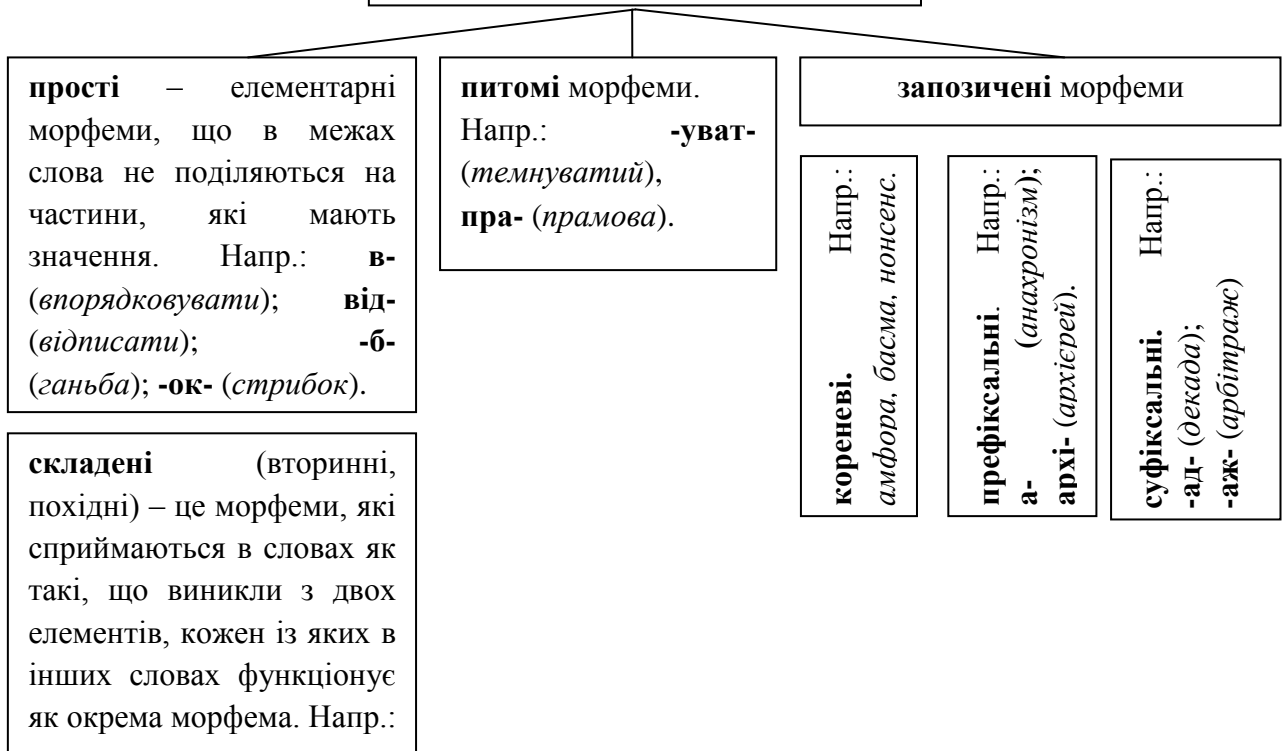 прості – елементарні
морфеми, що в межах
слова не поділяються на
частини, які мають
значення. Напр.: в-
(впорядковувати); від-
(відписати); -б-
(ганьба); -ок- (стрибок).
складені (вторинні,
похідні) – це морфеми, які
сприймаються в словах як
такі, що виникли з двох
елементів, кожен із яких в
інших словах функціонує
як окрема морфема. Напр.:
питомі морфеми.
Напр.: -уват-
(темнуватий),
пра- (прамова).
запозичені морфеми
кореневі. Напр.:
амфора, басма, нонсенс.
префіксальні. Напр.:
а- (анахронізм);
архі- (архієрей).
суфіксальні. Напр.:
-ад- (декада);
-аж- (арбітраж)